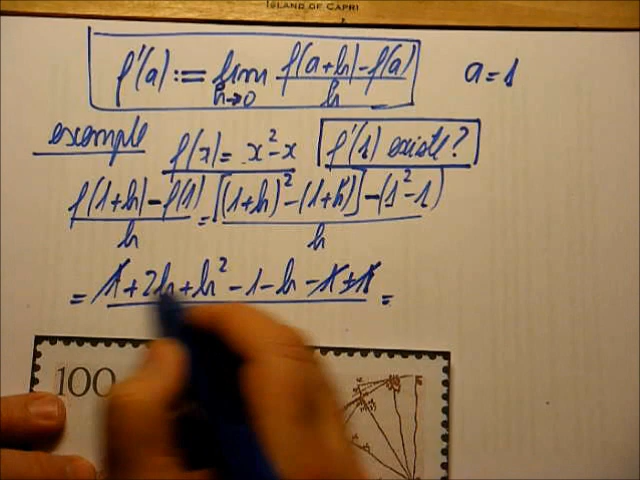 ISLAND OF CAPRI
f'(a) := lim h→0 (f(a+h)-f(a))/h a=1
example f(x)= x²-x f'(1) exists?
(f(1+h)-f(1))/h = ([(1+h)²-(1+h)]-(1²-1))/h
= 1+2h+h²-1-h-1+1 =
100